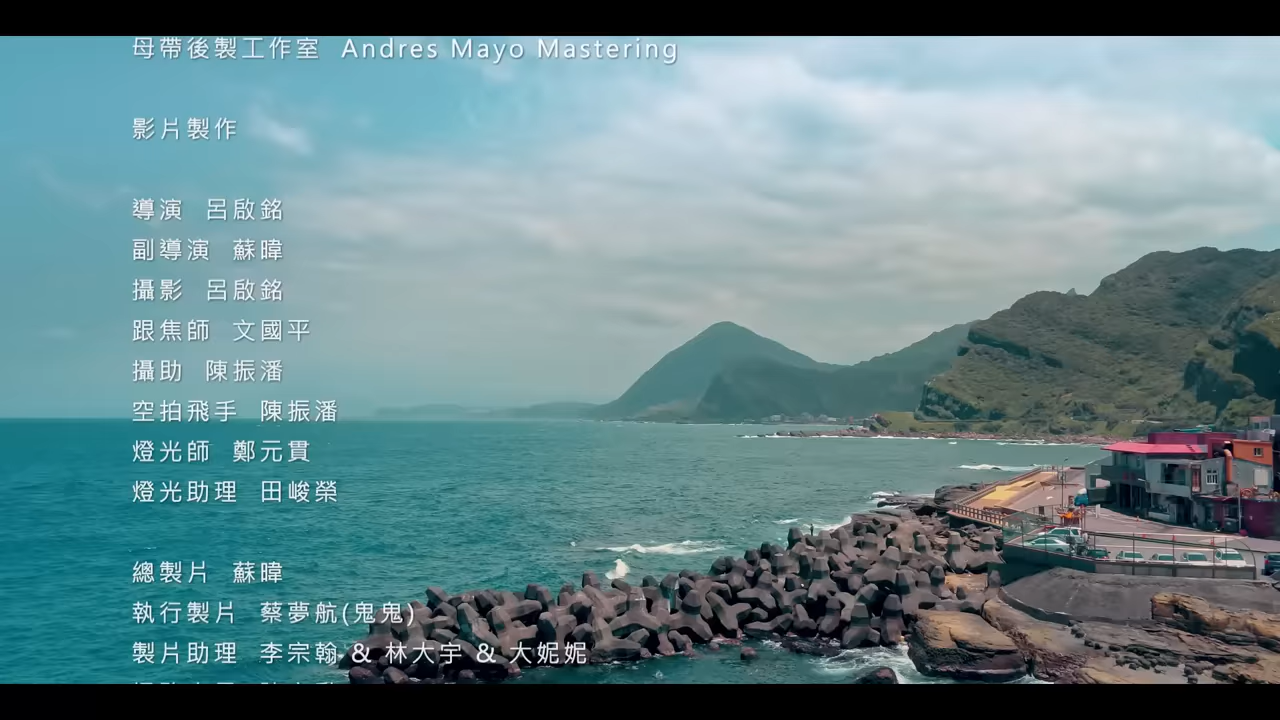 母帶後製工作室 Andres Mayo Mastering
影片製作
導演 呂啟銘
副導演 蘇暐
攝影 呂啟銘
跟焦師 文國平
攝助 陳振潘
空拍飛手 陳振潘
燈光師 鄭元貫
燈光助理 田峻榮
總製片 蘇暐
執行製片 蔡夢航(鬼鬼)
製片助理 李宗翰 & 林大宇 & 大妮妮